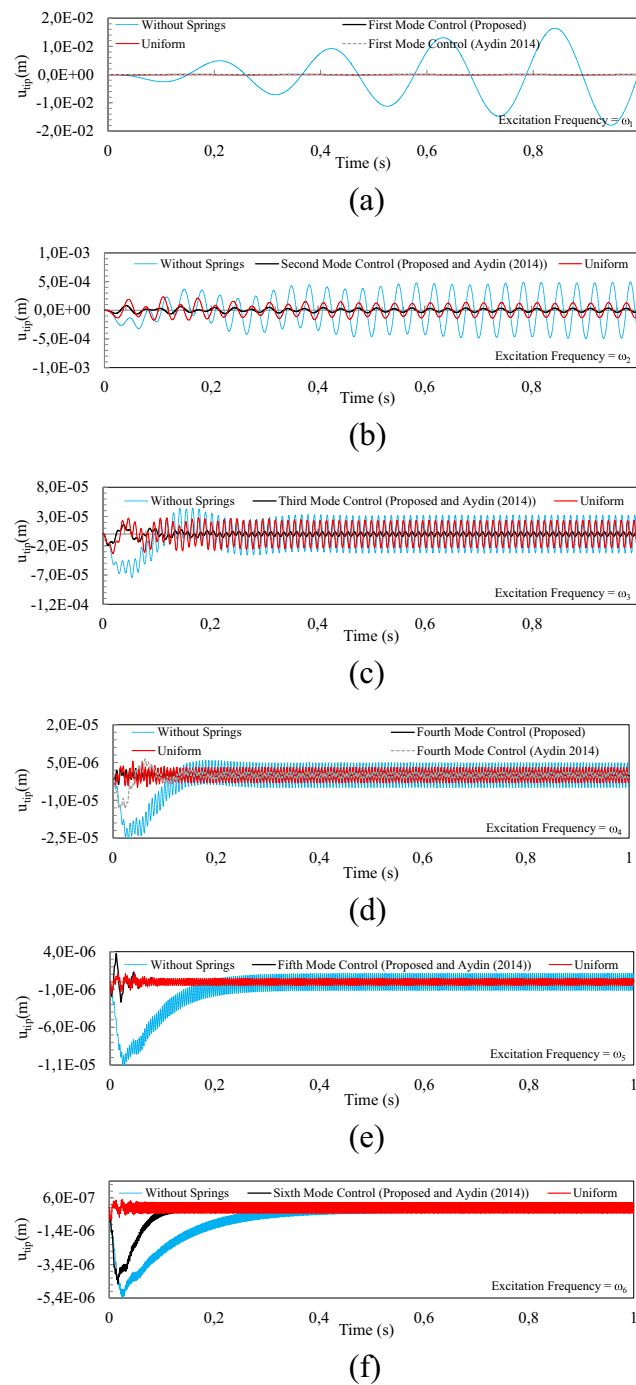 2,0E-02
Without Springs
First Mode Control (Proposed)
Uniform
First Mode Control (Aydin 2014)
1,0E-02
0,0E+00
-1,0E-02
-2,0E-02
u_tip(m)
0 0,2 0,4 0,6 0,8
Excitation Frequency = ω₁
Time (s)
(a)
1,0E-03
Without Springs Second Mode Control (Proposed and Aydin (2014)) Uniform
5,0E-04
0,0E+00
-5,0E-04
-1,0E-03
u_tip(m)
Excitation Frequency = ω₂
0 0,2 0,4 0,6 0,8
Time (s)
(b)
8,0E-05
Without Springs Third Mode Control (Proposed and Aydin (2014)) Uniform
3,0E-05
-2,0E-05
-7,0E-05
-1,2E-04
u_tip(m)
Excitation Frequency = ω₃
0 0,2 0,4 0,6 0,8
Time (s)
(c)
2,0E-05
Without Springs Fourth Mode Control (Proposed)
Uniform Fourth Mode Control (Aydin 2014)
5,0E-06
-1,0E-05
-2,5E-05
u_tip(m)
Excitation Frequency = ω₄
0 0,2 0,4 0,6 0,8 1
Time (s)
(d)
4,0E-06
Without Springs Fifth Mode Control (Proposed and Aydin (2014)) Uniform
-1,0E-06
-6,0E-06
-1,1E-05
u_tip(m)
Excitation Frequency = ω₅
0 0,2 0,4 0,6 0,8 1
Time (s)
(e)
Without Springs Sixth Mode Control (Proposed and Aydin (2014)) Uniform
6,0E-07
-1,4E-06
-3,4E-06
-5,4E-06
u_tip(m)
Excitation Frequency = ω₆
0 0,2 0,4 0,6 0,8 1
Time (s)
(f)